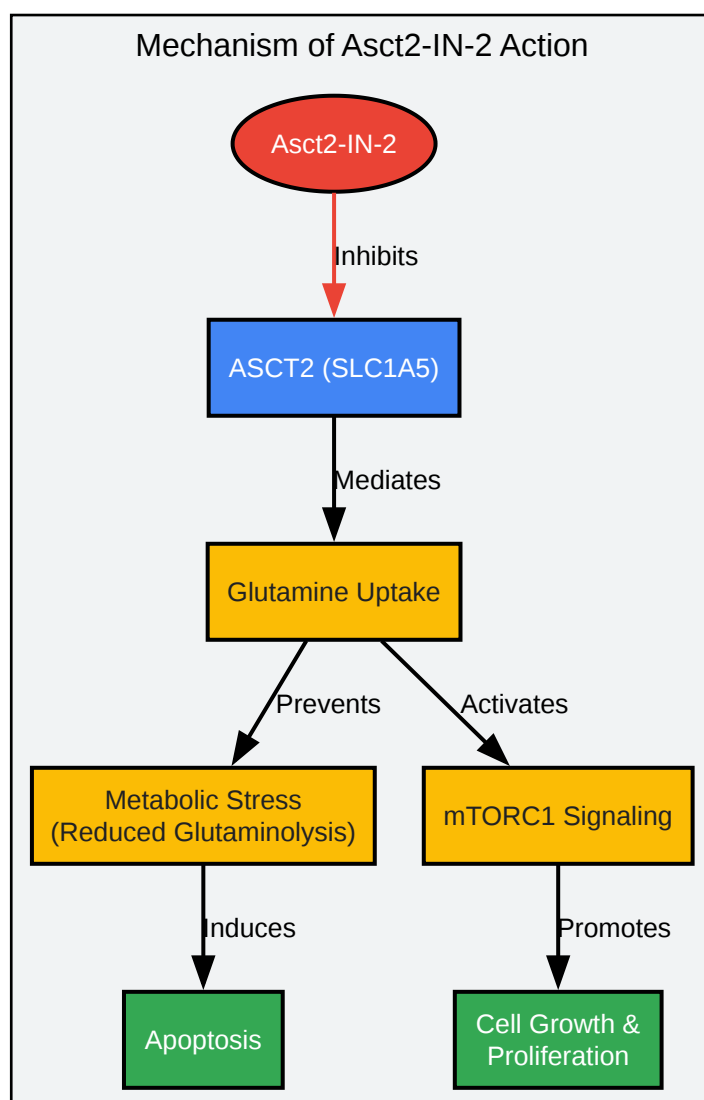 Mechanism of Asct2-IN-2 Action
Asct2-IN-2
Inhibits
ASCT2 (SLC1A5)
Mediates
Glutamine Uptake
Prevents
Activates
Metabolic Stress
(Reduced Glutaminolysis)
mTORC1 Signaling
Induces
Promotes
Apoptosis
Cell Growth &
Proliferation